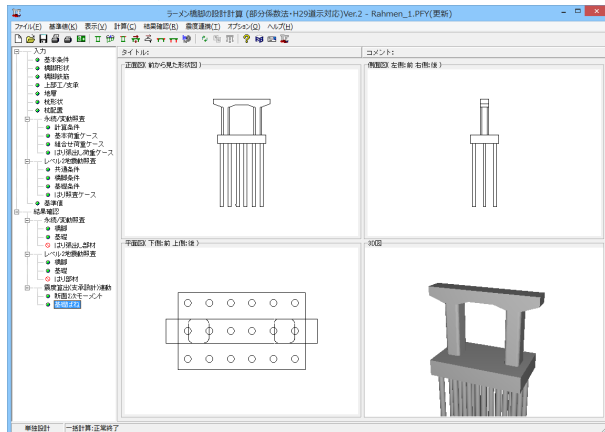 ラーメン橋脚の設計計算 (部分係数法・H29道示対応)Ver.2 - Rahmen_1.PFY(更新)
ファイル(F) 基準値(K) 表示(V) 計算(C) 結果確認(R) 震度連携(T) オプション(O) ヘルプ(H)
タイトル:
コメント:
入力
基本条件
橋脚形状
橋脚鉄筋
上部工/支承
地層
杭形状
杭配置
永続/変動照査
計算条件
基本荷重ケース
組合せ荷重ケース
はり張出し荷重ケース
レベル2地震動照査
共通条件
橋脚条件
基礎条件
はり照査ケース
基準値
結果確認
永続/変動照査
橋脚
基礎
はり張出し部材
レベル2地震動照査
橋脚
基礎
はり部材
震度算出(支承設計)連動
断面2次モーメント
基礎ばね
正面図( 前から見た形状図 )
側面図( 左側:前 右側:後 )
平面図( 下側:前 上側:後 )
3D図
単独設計
一括計算:正常終了